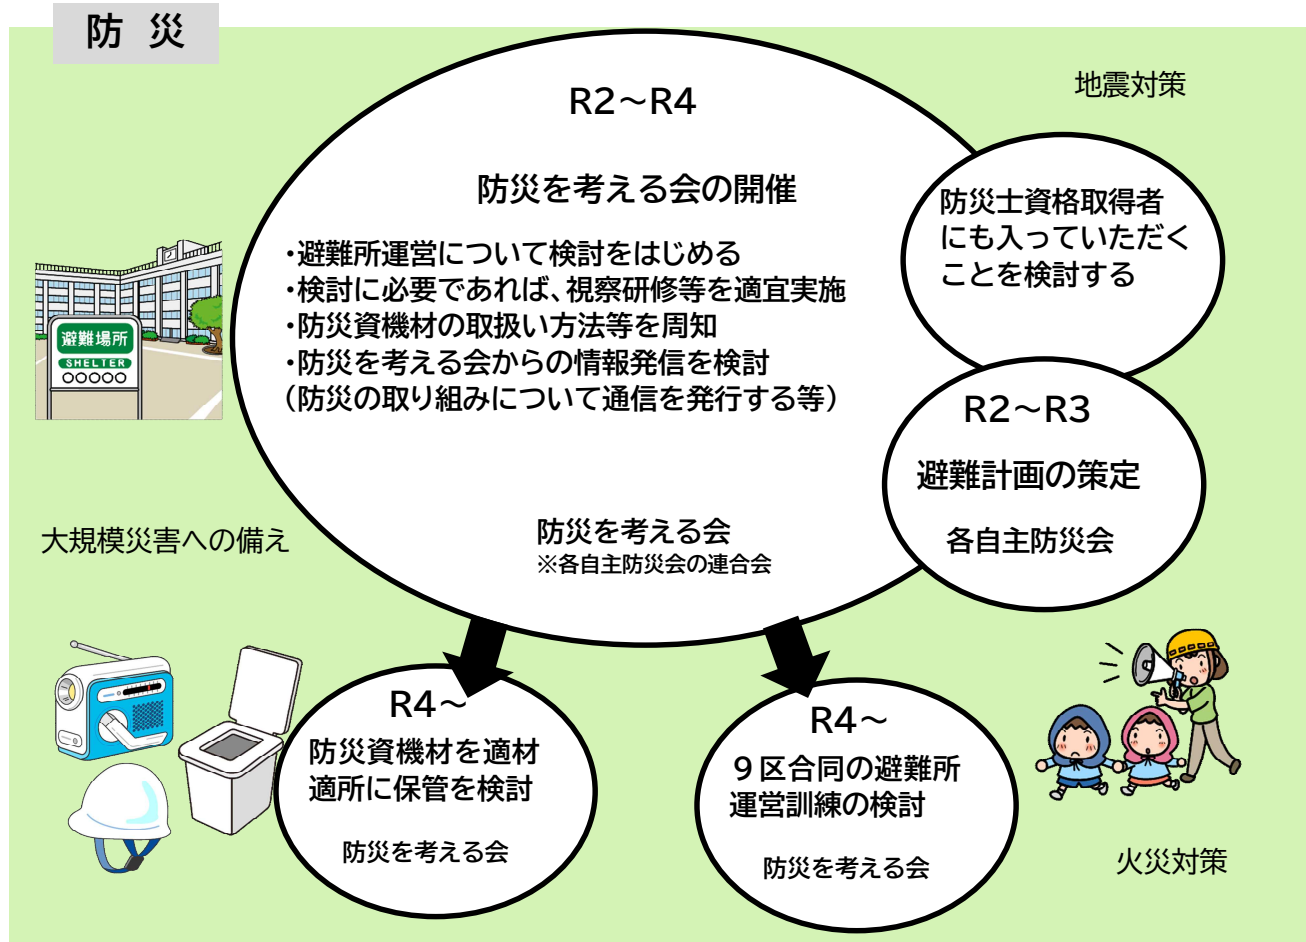 防 災
R2～R4
防災を考える会の開催
・避難所運営について検討をはじめる
・検討に必要であれば、視察研修等を適宜実施
・防災資機材の取扱い方法等を周知
・防災を考える会からの情報発信を検討
（防災の取り組みについて通信を発行する等）
防災を考える会
※各自主防災会の連合会
地震対策
防災士資格取得者
にも入っていただく
ことを検討する
R2～R3
避難計画の策定
各自主防災会
避難場所
SHELTER
○○○○○
大規模災害への備え
R4～
防災資機材を適材
適所に保管を検討
防災を考える会
R4～
９区合同の避難所
運営訓練の検討
防災を考える会
火災対策